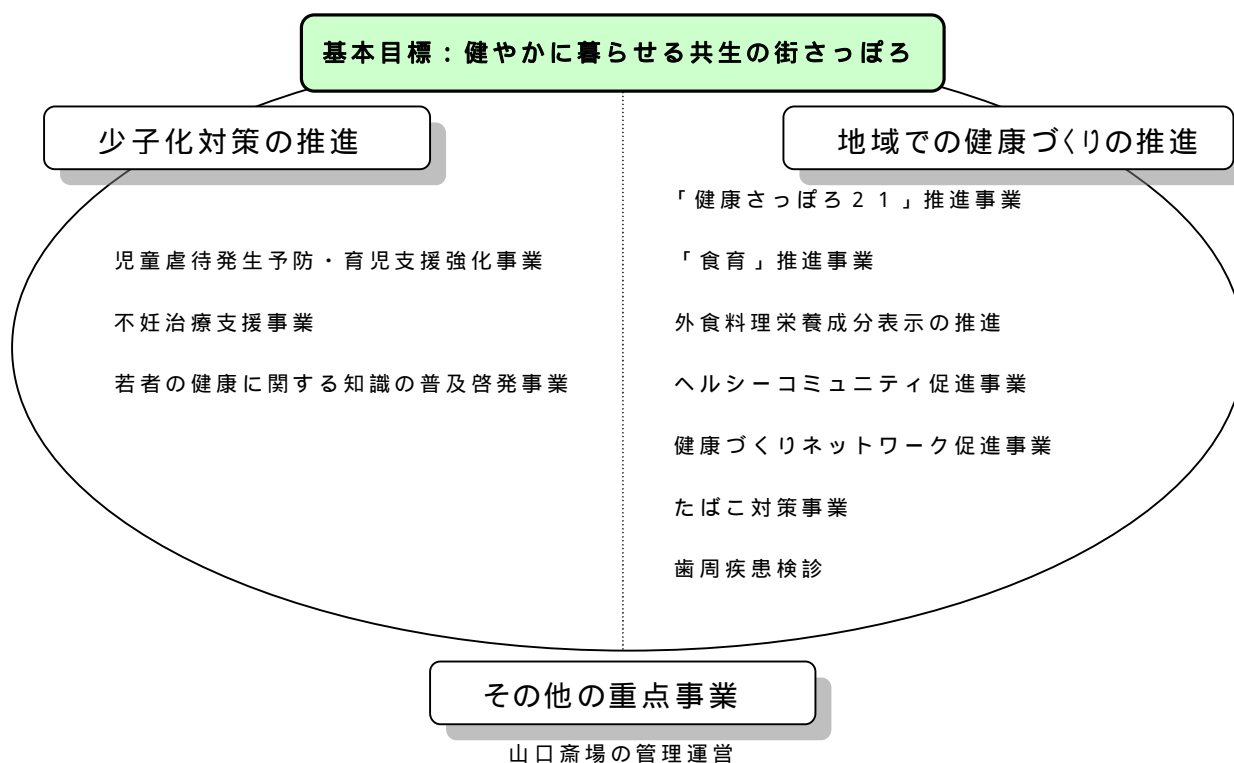 基本目標：健やかに暮らせる共生の街さっぽろ
少子化対策の推進
児童虐待発生予防・育児支援強化事業
不妊治療支援事業
若者の健康に関する知識の普及啓発事業
地域での健康づくりの推進
「健康さっぽろ２１」推進事業
「食育」推進事業
外食料理栄養成分表示の推進
ヘルシーコミュニティ促進事業
健康づくりネットワーク促進事業
たばこ対策事業
歯周疾患検診
その他の重点事業
山口斎場の管理運営